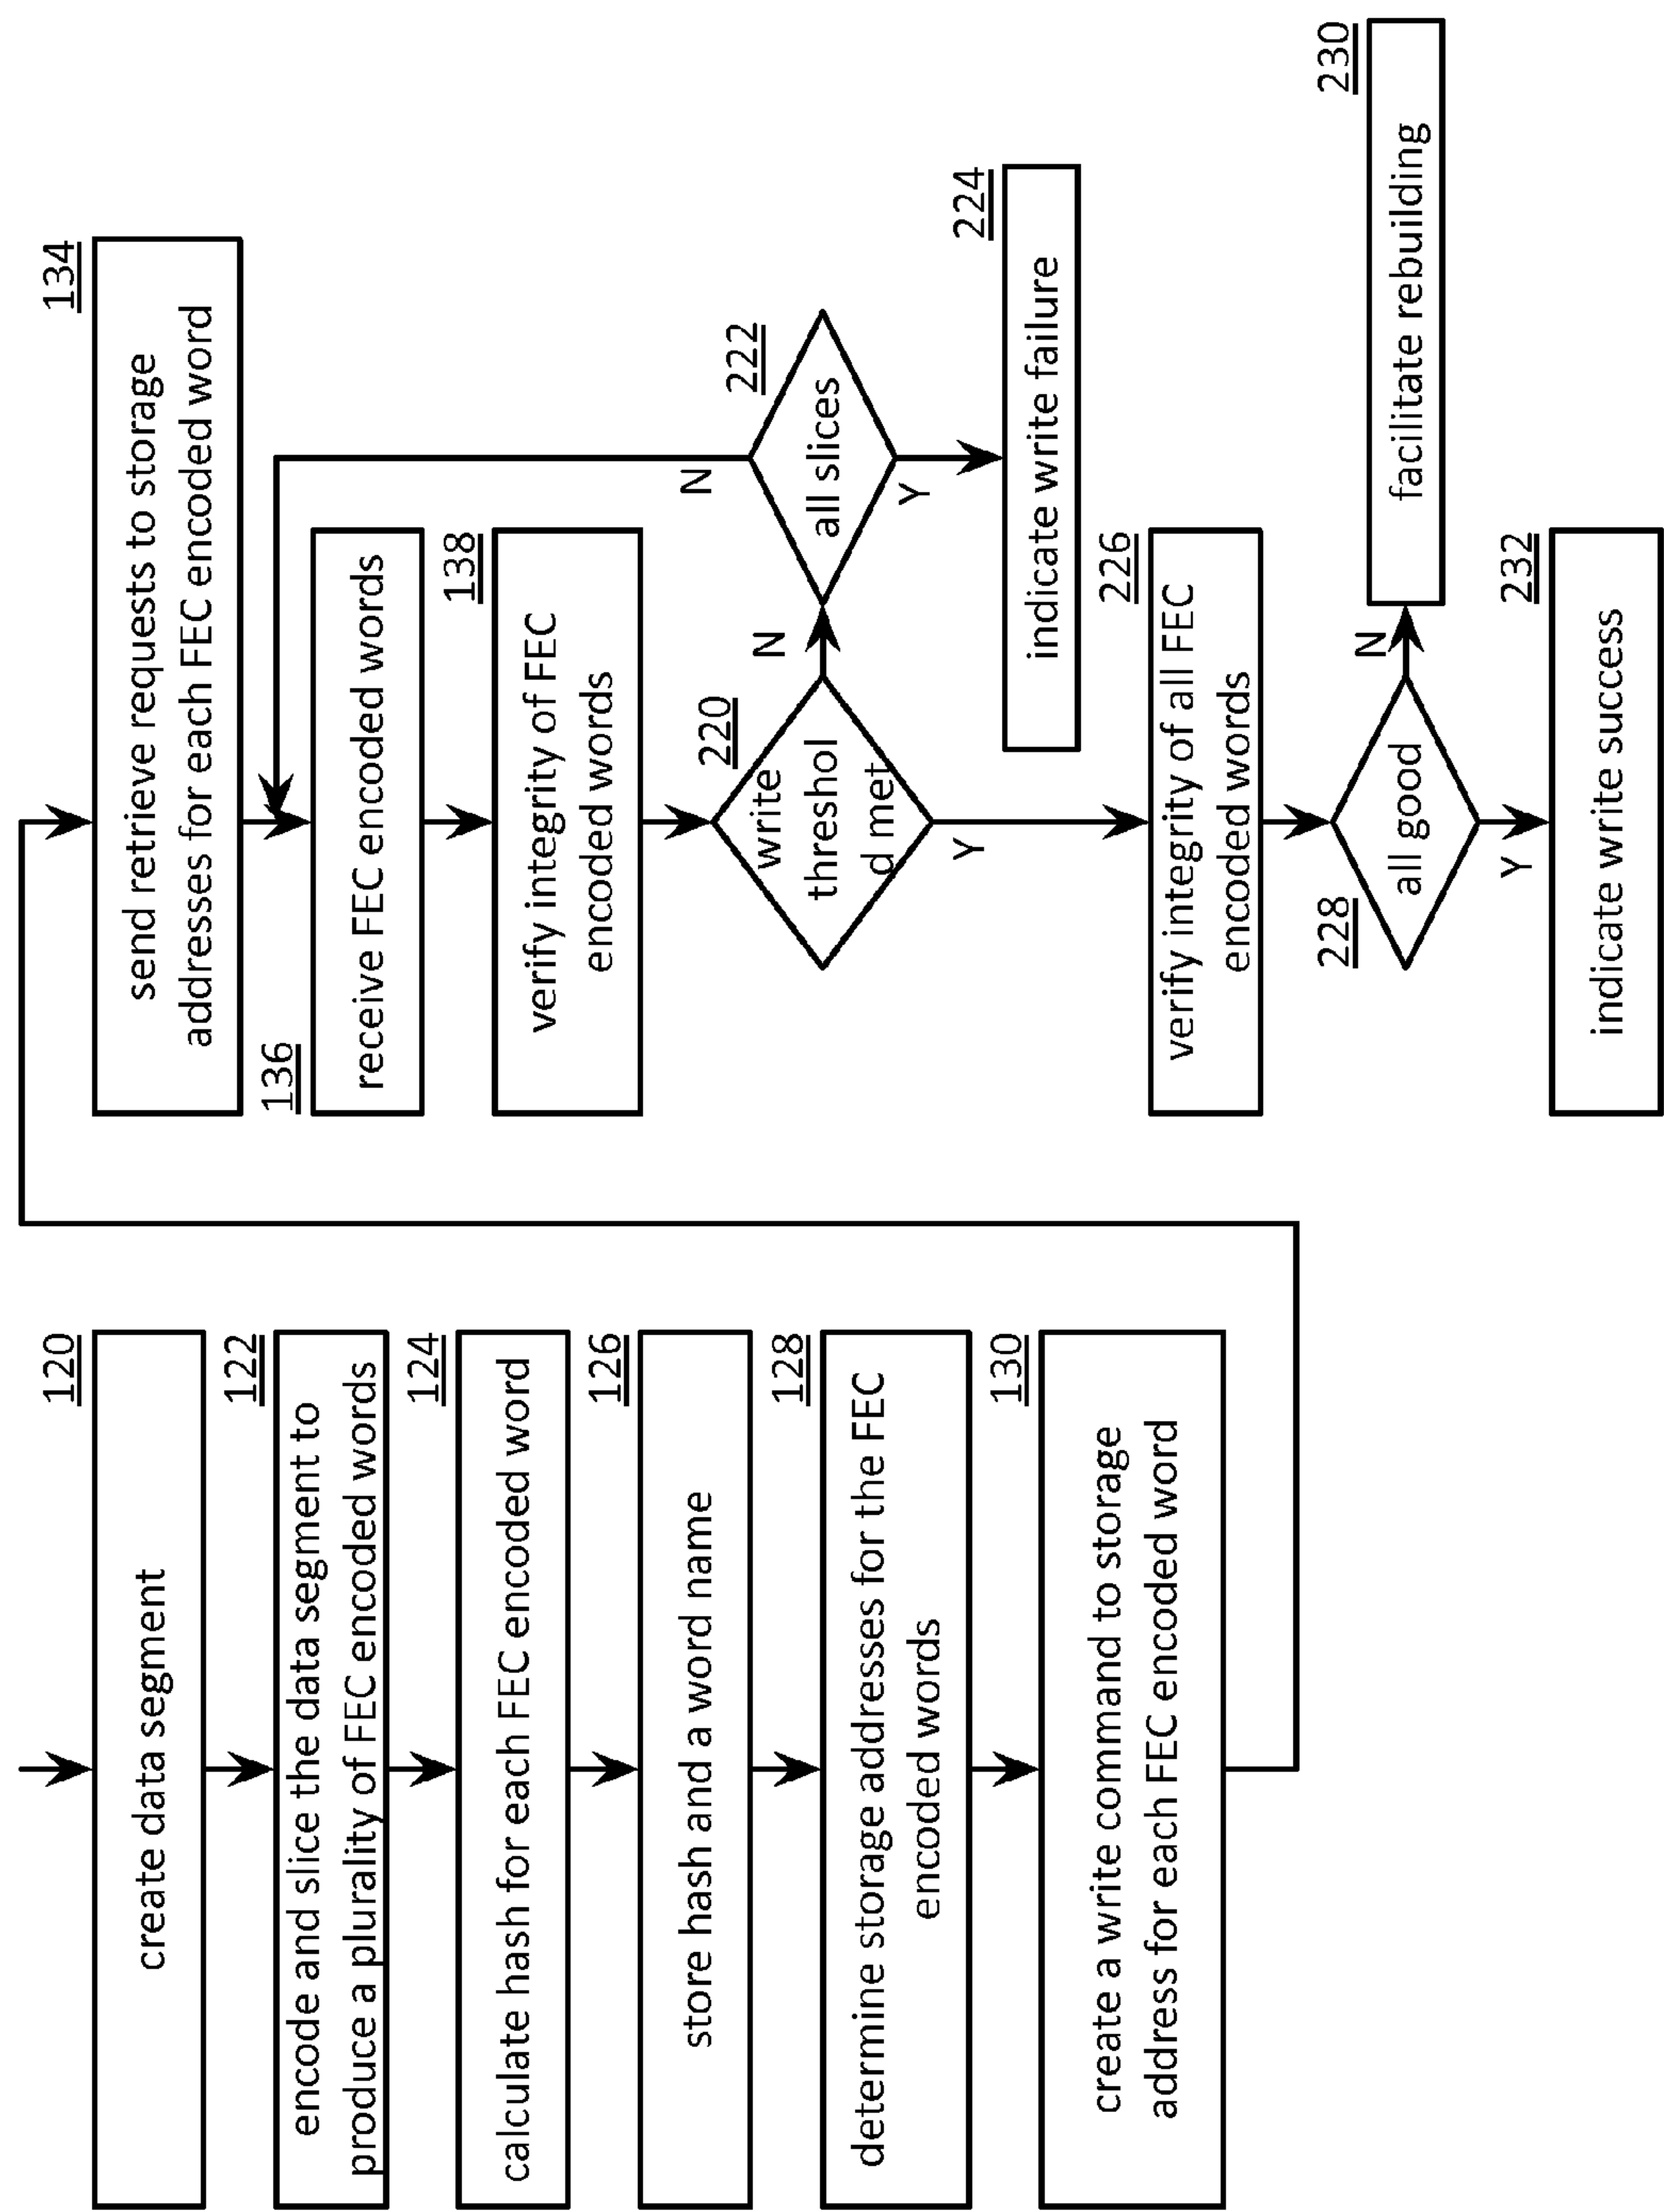 120
create data segment
122
encode and slice the data segment to
produce a plurality of FEC encoded words
124
calculate hash for each FEC encoded word
126
store hash and a word name
128
determine storage addresses for the FEC
encoded words
130
create a write command to storage
address for each FEC encoded word
134
send retrieve requests to storage
addresses for each FEC encoded word
136
receive FEC encoded words
138
verify integrity of FEC
encoded words
220
write
threshol
d met
N
Y
222
all slices
N
Y
224
indicate write failure
226
verify integrity of all FEC
encoded words
228
all good
N
Y
230
facilitate rebuilding
232
indicate write success